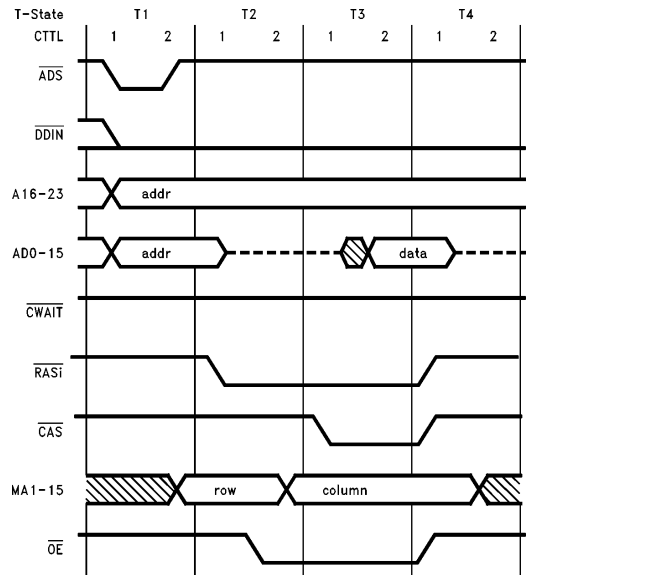 T-State T1 T2 T3 T4
CTTL 1 2 1 2 1 2 1 2
ADS
DDIN
A16-23 addr
AD0-15 addr data
CWAIT
RASi
CAS
MA1-15 row column
OE